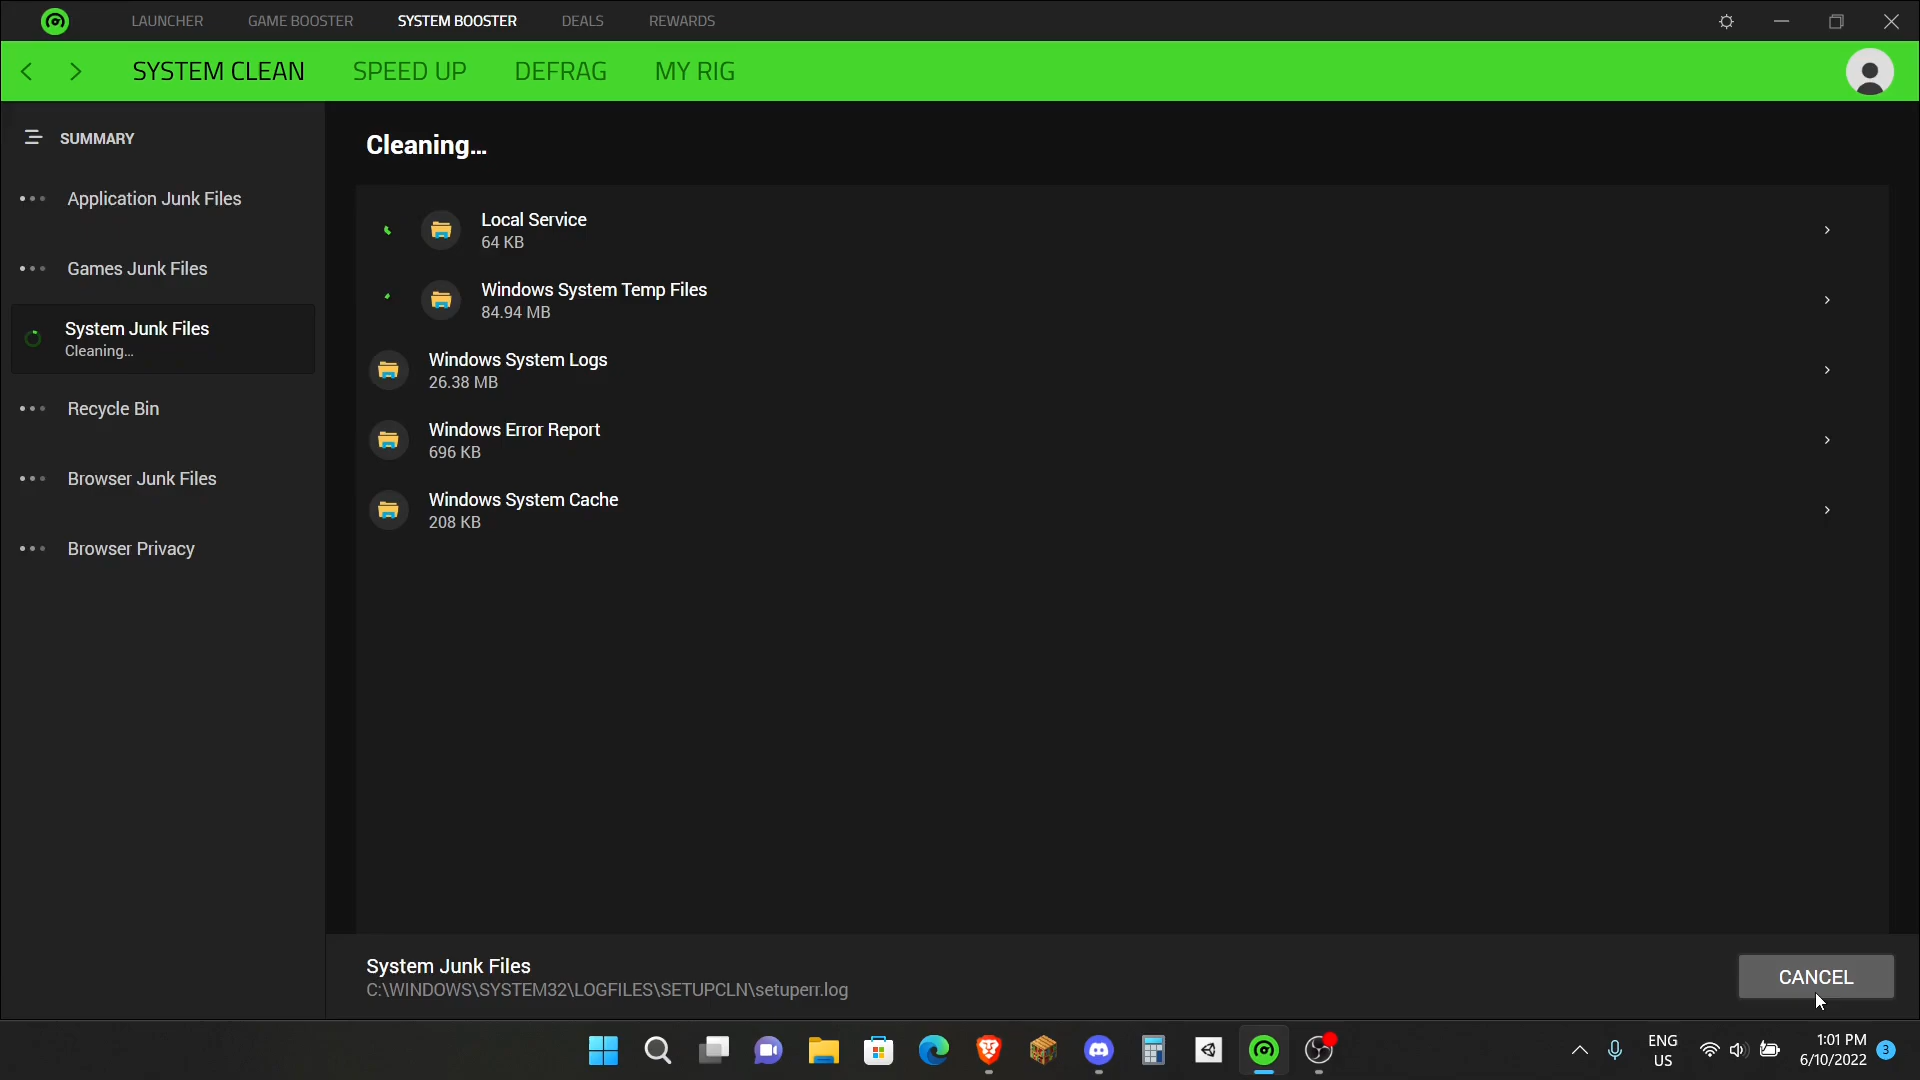 LAUNCHER GAME BOOSTER SYSTEM BOOSTER DEALS REWARDS
SYSTEM CLEAN SPEED UP DEFRAG MY RIG
SUMMARY
Application Junk Files
Games Junk Files
System Junk Files
Cleaning...
Recycle Bin
Browser Junk Files
Browser Privacy
Cleaning...
Local Service
64 KB
Windows System Temp Files
84.94 MB
Windows System Logs
26.38 MB
Windows Error Report
696 KB
Windows System Cache
208 KB
System Junk Files
C:\WINDOWS\SYSTEM32\LOGFILES\SETUPCLN\setuperr.log
CANCEL
ENG
US
1:01 PM
6/10/2022
3